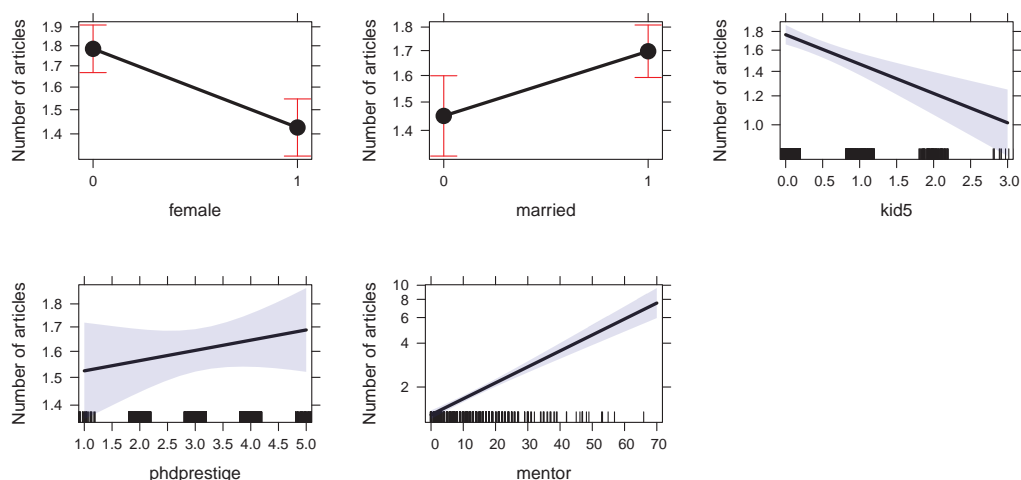 Number of articles
1.9
1.8
1.7
1.6
1.5
1.4
0 1
female
Number of articles
1.8
1.7
1.6
1.5
1.4
0 1
married
Number of articles
1.8
1.6
1.4
1.2
1.0
0.0 0.5 1.0 1.5 2.0 2.5 3.0
kid5
Number of articles
1.8
1.7
1.6
1.5
1.4
1.0 1.5 2.0 2.5 3.0 3.5 4.0 4.5 5.0
phdprestige
Number of articles
10
8
6
4
2
0 10 20 30 40 50 60 70
mentor